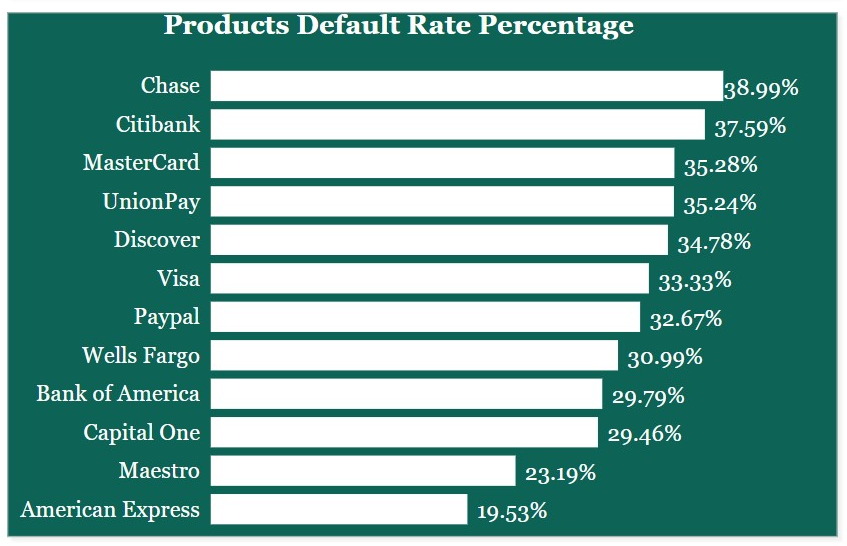 Products Default Rate Percentage
Chase 38.99%
Citibank 37.59%
MasterCard 35.28%
UnionPay 35.24%
Discover 34.78%
Visa 33.33%
Paypal 32.67%
Wells Fargo 30.99%
Bank of America 29.79%
Capital One 29.46%
Maestro 23.19%
American Express 19.53%